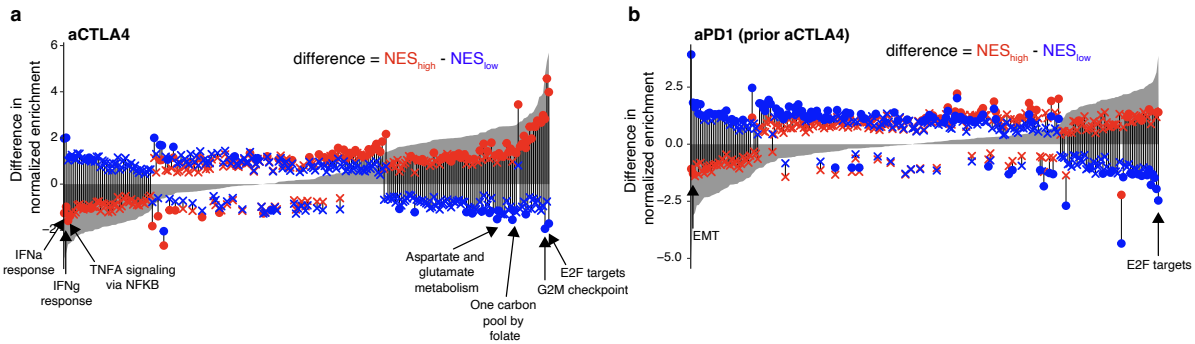 a
aCTLA4
difference = NEShigh - NESlow
Difference in
normalized enrichment
6
4
2
0
−2
IFNa
response
IFNg
response
TNFA signaling
via NFKB
Aspartate and
glutamate
metabolism
One carbon
pool by
folate
E2F targets
G2M checkpoint
b
aPD1 (prior aCTLA4)
difference = NEShigh - NESlow
Difference in
normalized enrichment
2.5
0.0
−2.5
−5.0
EMT
E2F targets